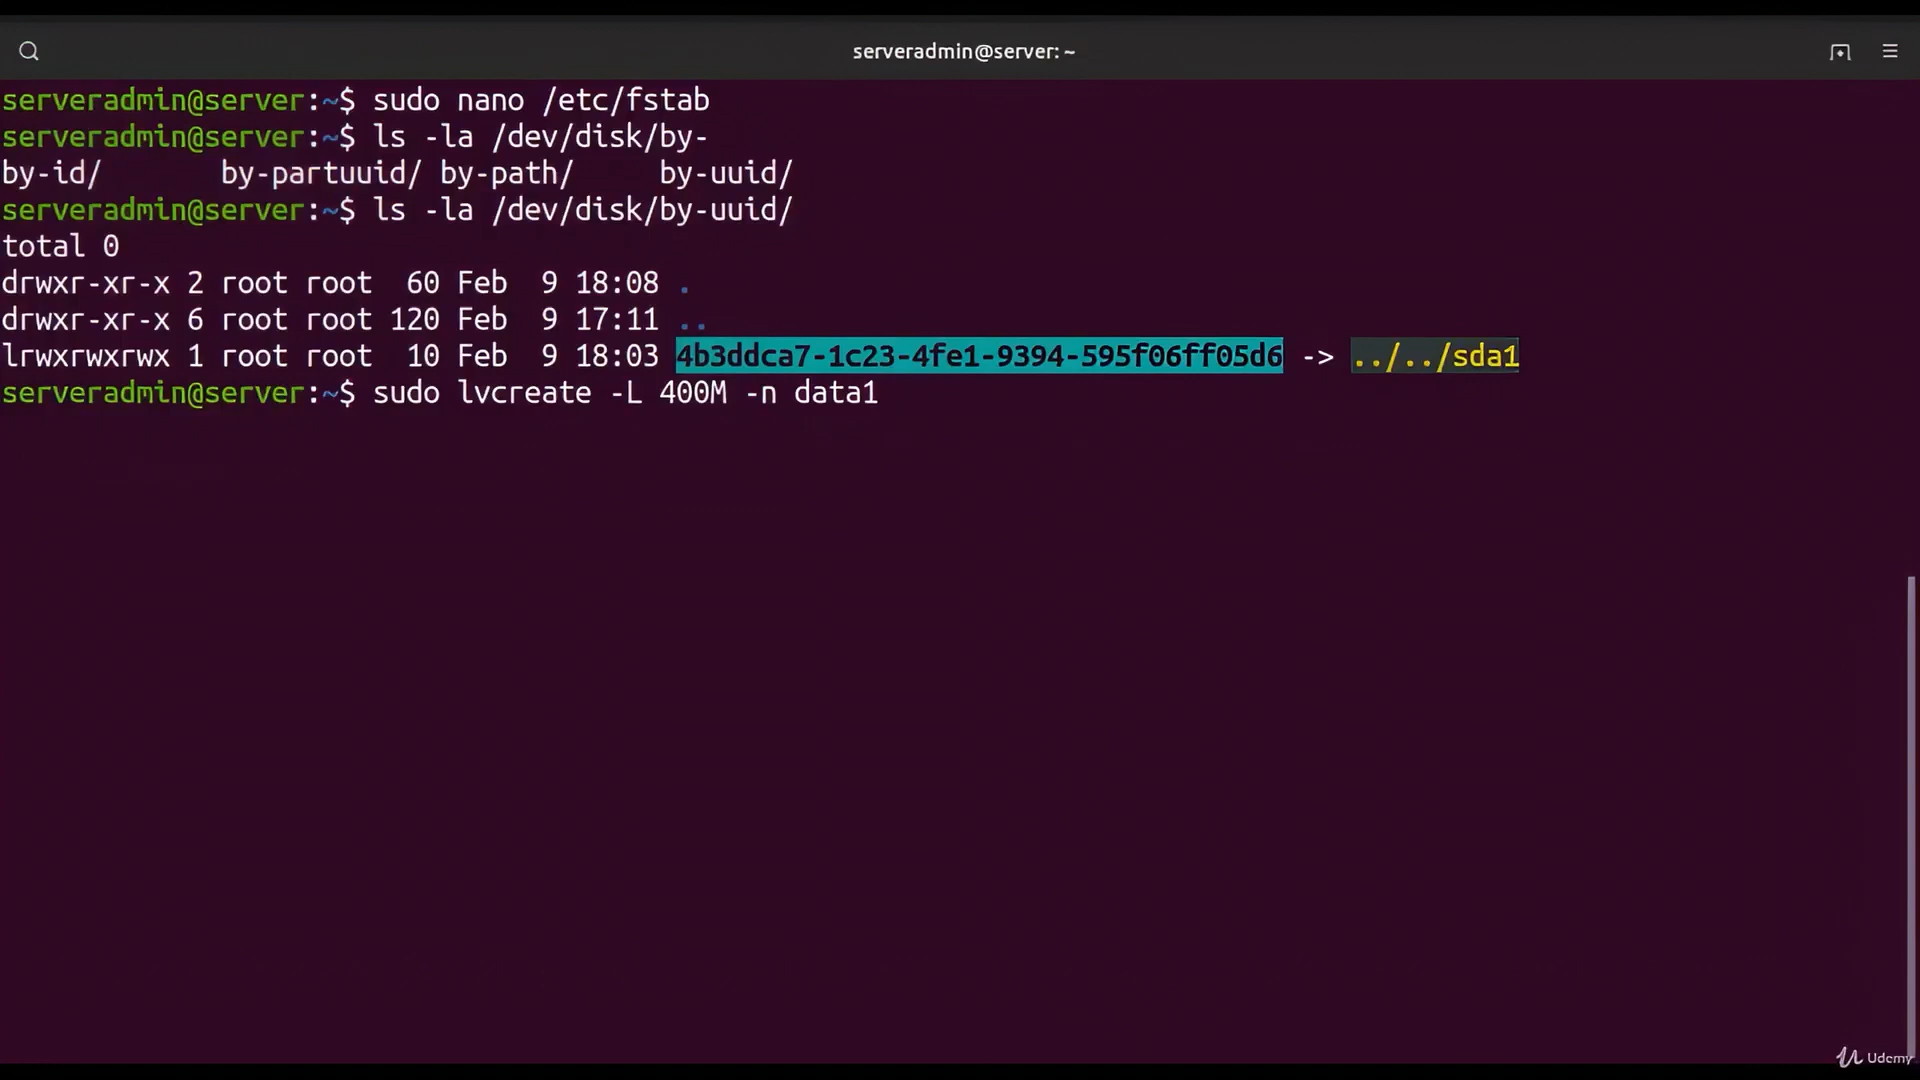 serveradmin@server: ~
serveradmin@server:~$ sudo nano /etc/fstab
serveradmin@server:~$ ls -la /dev/disk/by-
by-id/       by-partuuid/ by-path/     by-uuid/
serveradmin@server:~$ ls -la /dev/disk/by-uuid/
total 0
drwxr-xr-x 2 root root  60 Feb  9 18:08 .
drwxr-xr-x 6 root root 120 Feb  9 17:11 ..
lrwxrwxrwx 1 root root  10 Feb  9 18:03 4b3ddca7-1c23-4fe1-9394-595f06ff05d6 -> ../../sda1
serveradmin@server:~$ sudo lvcreate -L 400M -n data1
Udemy